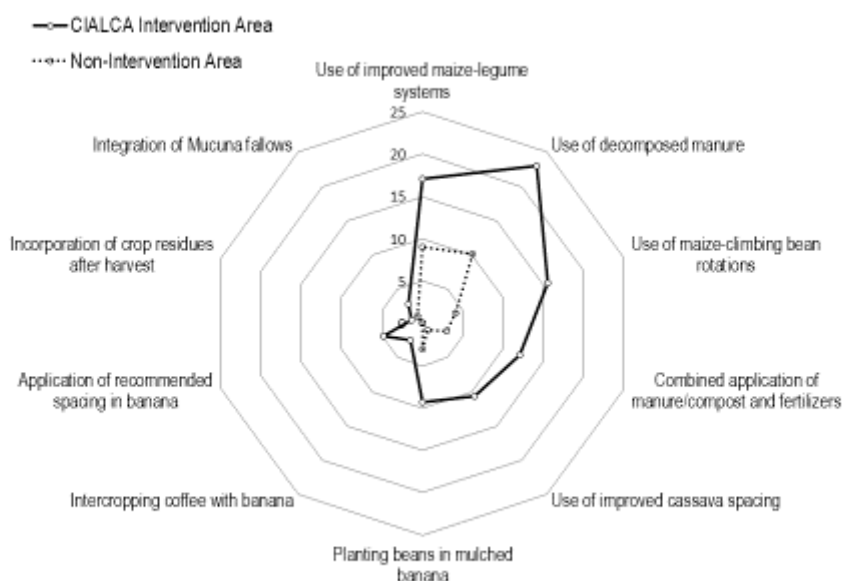 CIALCA Intervention Area
Non-Intervention Area
Use of improved maize-legume
systems
25
20
15
10
5
Integration of Mucuna fallows
Use of decomposed manure
Incorporation of crop residues
after harvest
Use of maize-climbing bean
rotations
Application of recommended
spacing in banana
Combined application of
manure/compost and fertilizers
Intercropping coffee with banana
Use of improved cassava spacing
Planting beans in mulched
banana